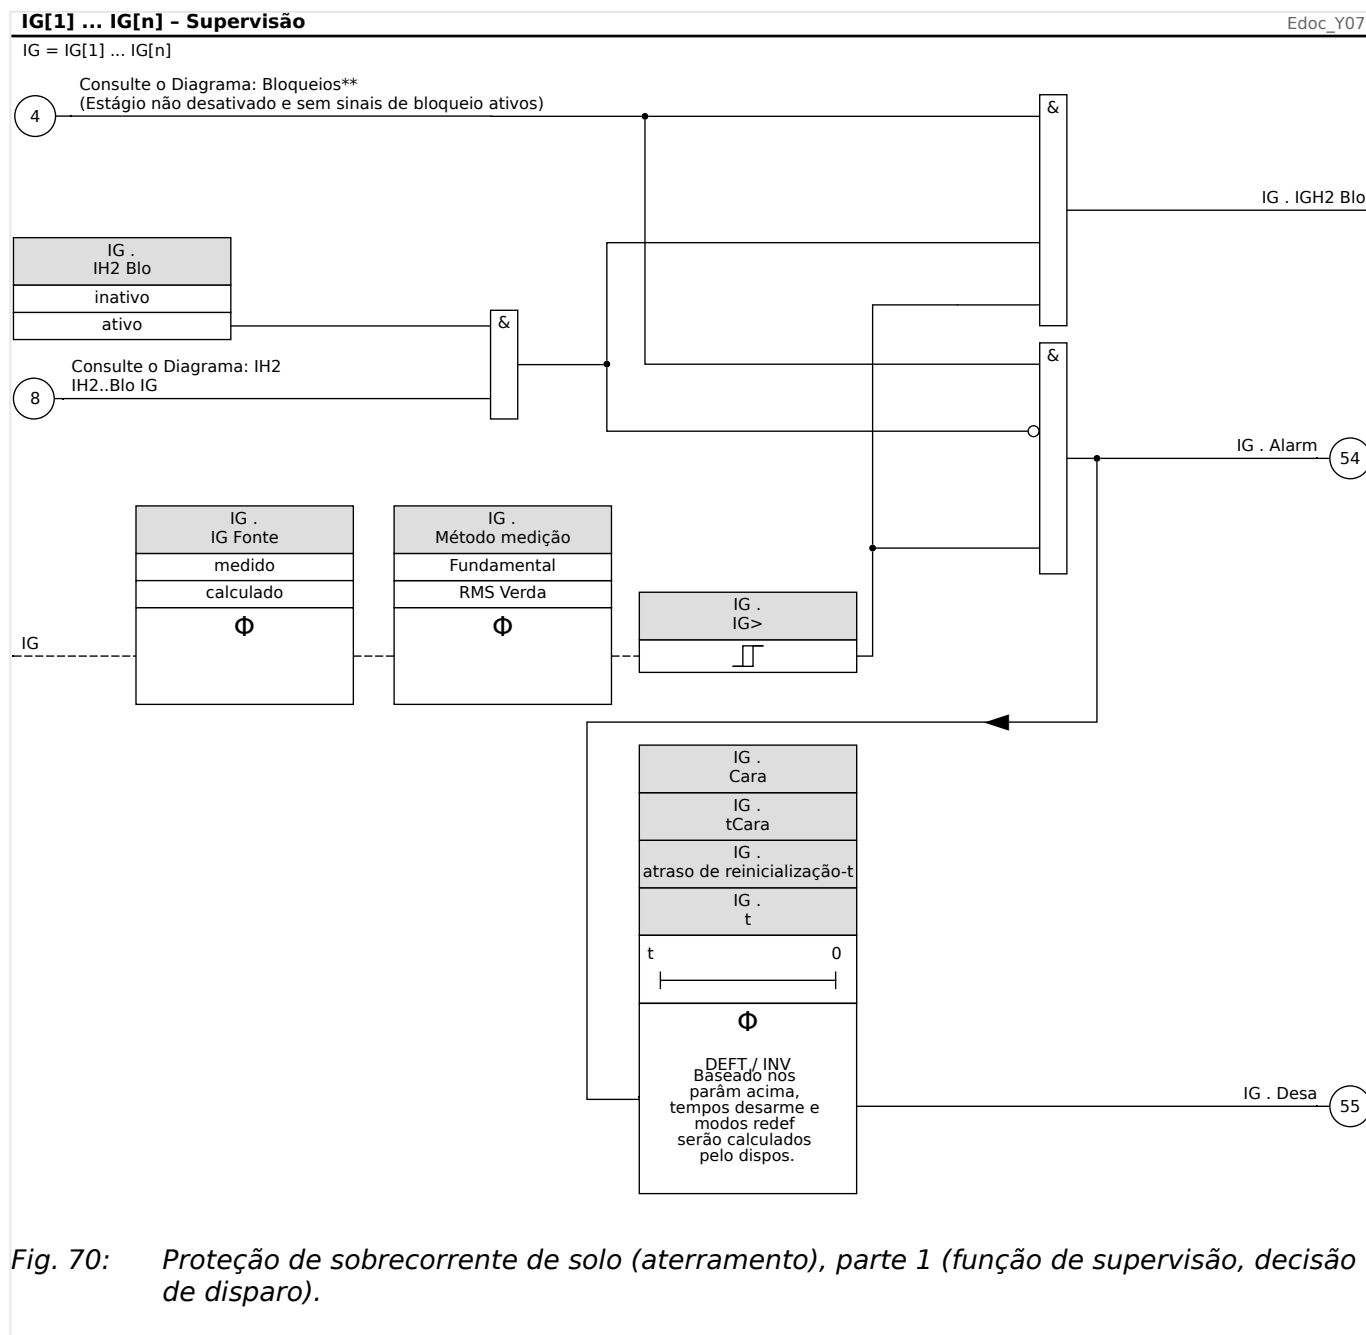 IG[1] ... IG[n] – Supervisão
Edoc_Y07
IG = IG[1] ... IG[n]
Consulte o Diagrama: Bloqueios**
(Estágio não desativado e sem sinais de bloqueio ativos)
4
&
IG . IGH2 Blo
IG .
IH2 Blo
inativo
ativo
&
Consulte o Diagrama: IH2
IH2..Blo IG
8
&
IG . Alarm
54
IG .
IG Fonte
medido
calculado
Φ
IG .
Método medição
Fundamental
RMS Verda
Φ
IG .
IG>
IG
IG .
Cara
IG .
tCara
IG .
atraso de reinicialização-t
IG .
t
t 0
Φ
DEFT / INV
Baseado nos
parâm acima,
tempos desarme e
modos redef
serão calculados
pelo dispos.
IG . Desa
55
Fig. 70: Proteção de sobrecorrente de solo (aterramento), parte 1 (função de supervisão, decisão
de disparo).